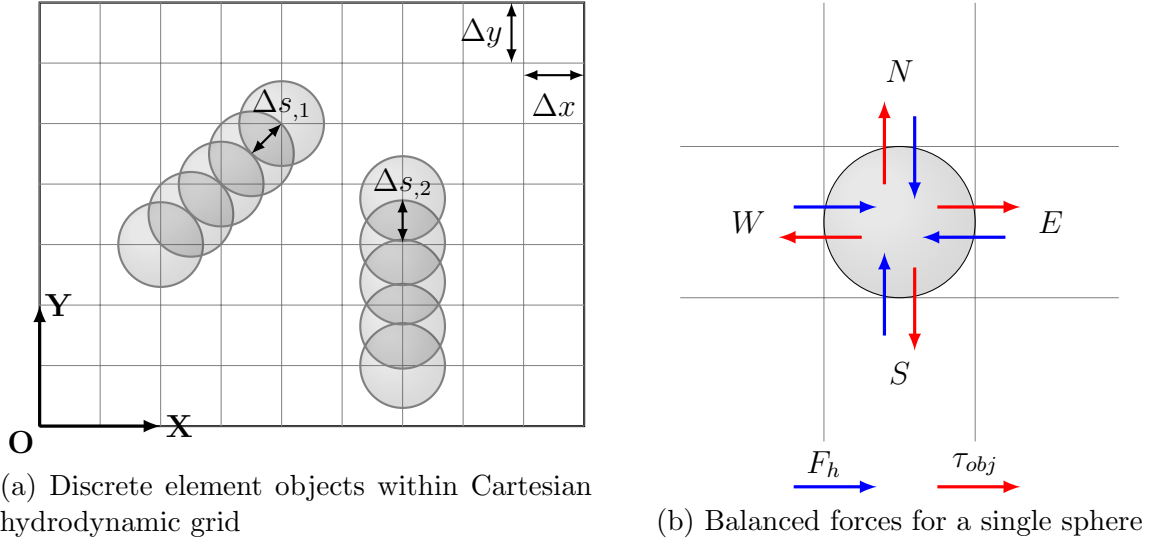 Δy
Δx
Δs,1
Δs,2
Y
X
O
(a) Discrete element objects within Cartesian
hydrodynamic grid
N
W
E
S
F_h
τ_obj
(b) Balanced forces for a single sphere